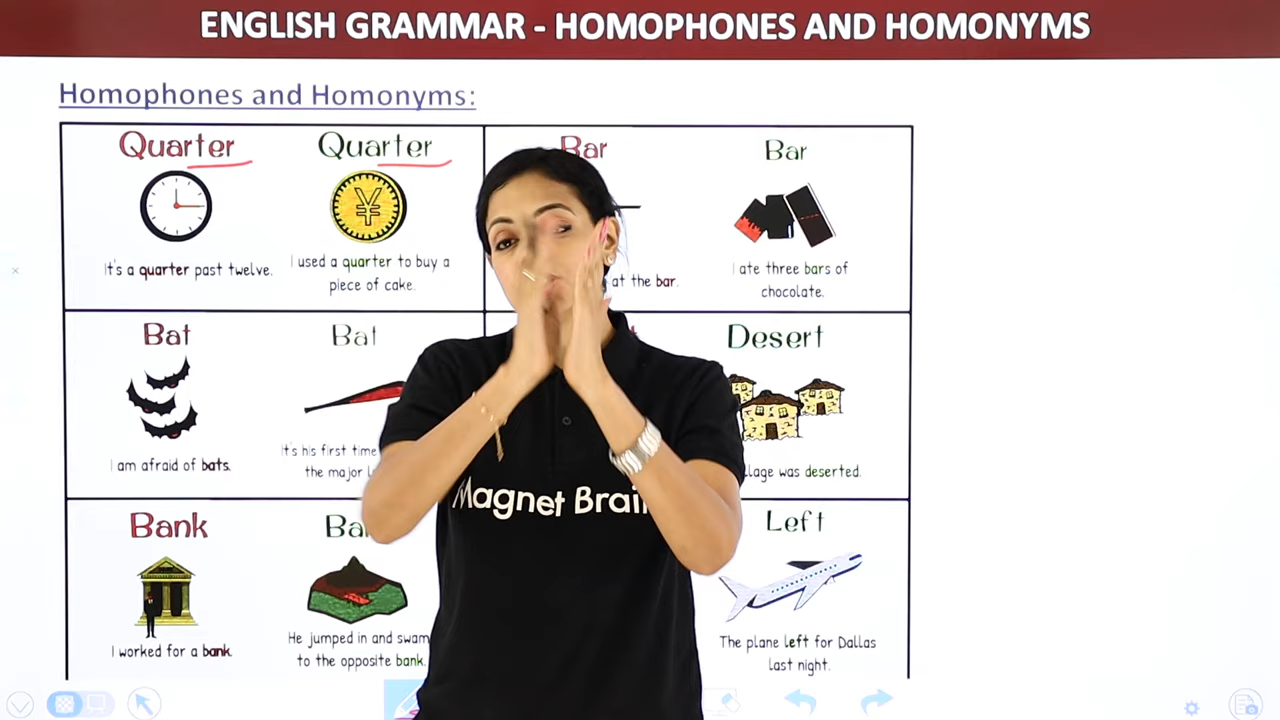 ENGLISH GRAMMAR - HOMOPHONES AND HOMONYMS
Homophones and Homonyms:
Quarter
It's a quarter past twelve.
Quarter
I used a quarter to buy a
piece of cake.
Bar
at the bar.
Bar
I ate three bars of
chocolate.
Bat
I am afraid of bats.
Bat
It's his first time
the major
Desert
was deserted.
Bank
I worked for a bank.
He jumped in and swam
to the opposite bank.
Left
The plane left for Dallas
last night.
Magnet